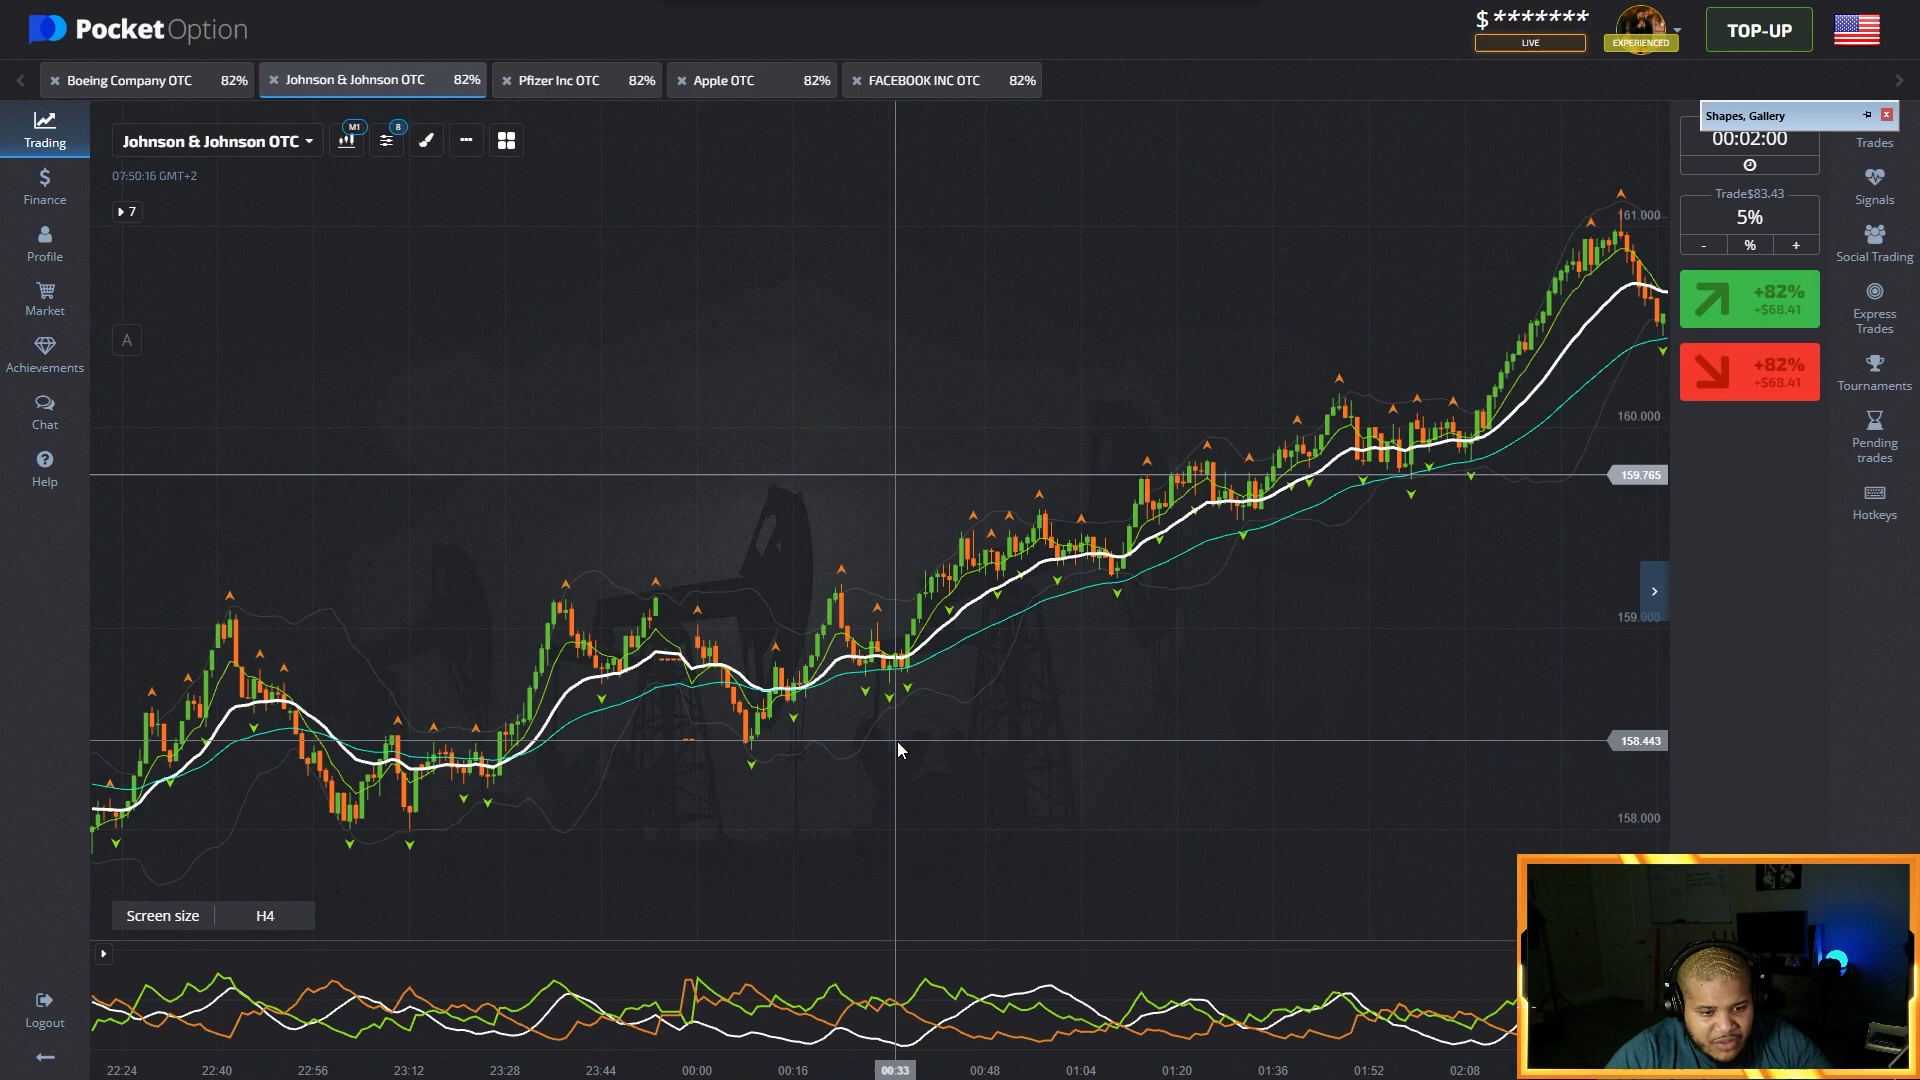 PocketOption
$ *******
LIVE
EXPERIENCED
TOP-UP
Boeing Company OTC 82%
Johnson & Johnson OTC 82%
Pfizer Inc OTC 82%
Apple OTC 82%
FACEBOOK INC OTC 82%
Trading
Finance
Profile
Market
Achievements
Chat
Help
Logout
Johnson & Johnson OTC
M1
8
07:50:16 GMT+2
7
A
161.000
160.000
159.765
159.000
158.443
158.000
Screen size H4
22:24 22:40 22:56 23:12 23:28 23:44 00:00 00:16 00:33 00:48 01:04 01:20 01:36 01:52 02:08
Shapes, Gallery
00:02:00
Trade$83.43
5%
- % +
+82%
+$68.41
+82%
+$68.41
Trades
Signals
Social Trading
Express
Trades
Tournaments
Pending
trades
Hotkeys